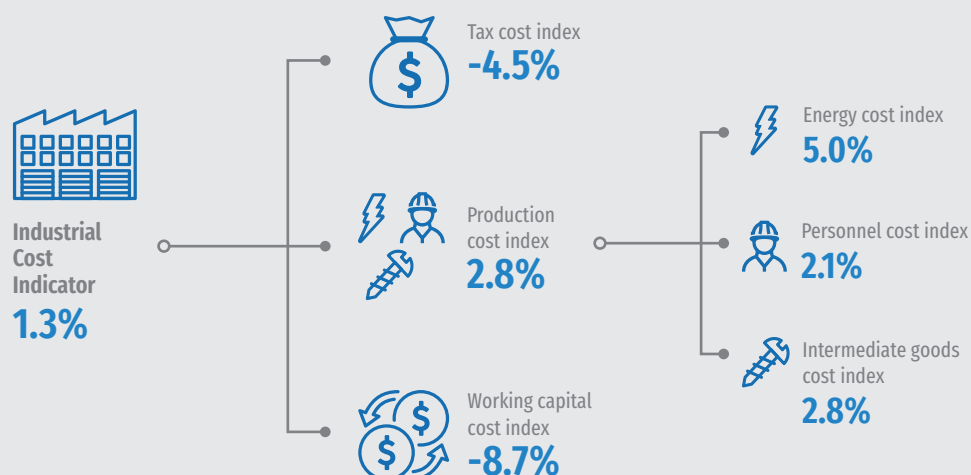 Tax cost index
-4.5%
Energy cost index
5.0%
Industrial
Cost
Indicator
1.3%
Production
cost index
2.8%
Personnel cost index
2.1%
Intermediate goods
cost index
2.8%
Working capital
cost index
-8.7%